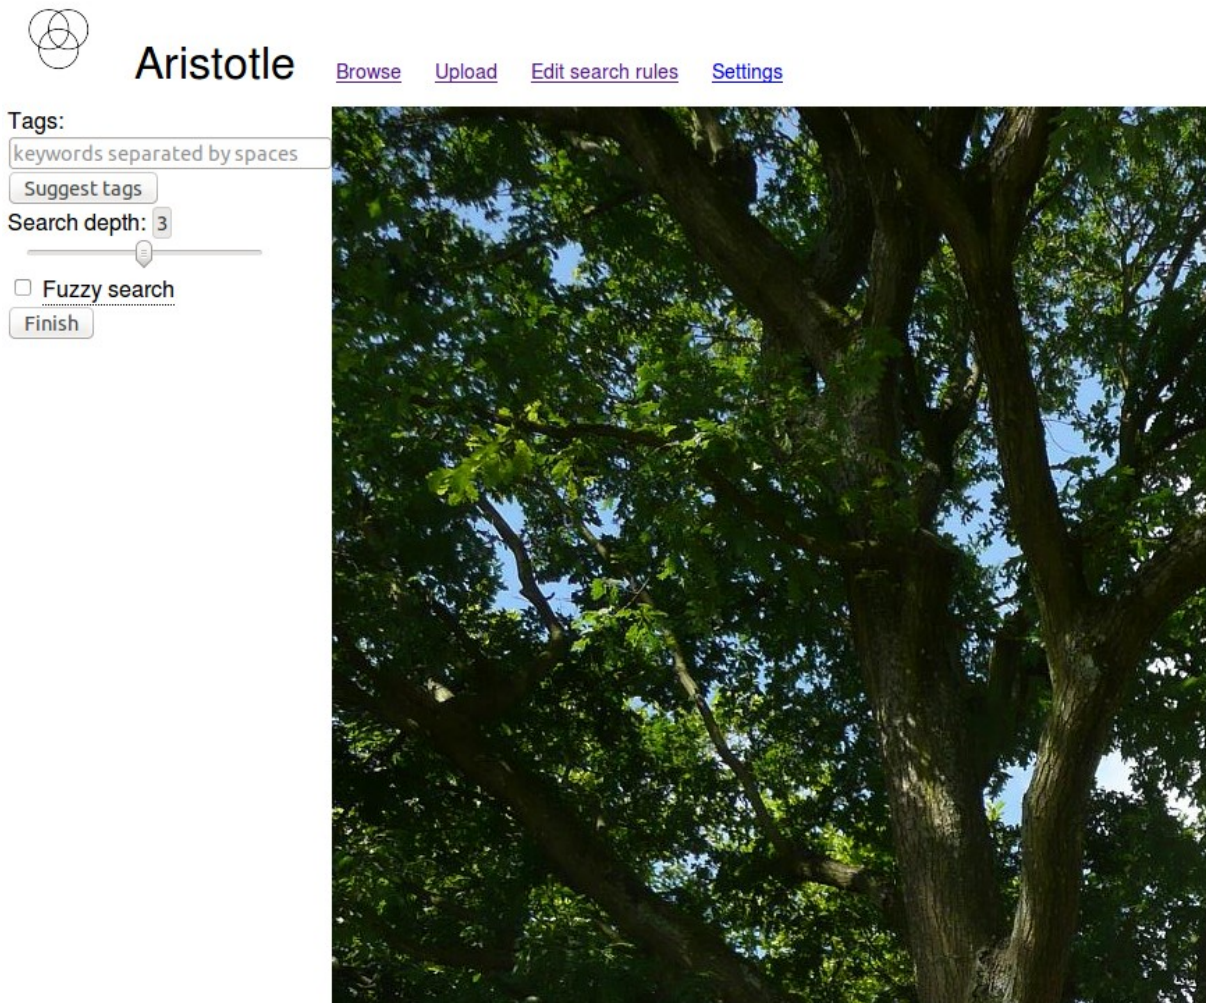 Aristotle Browse Upload Edit search rules Settings
Tags:
keywords separated by spaces
Suggest tags
Search depth: 3
Fuzzy search
Finish